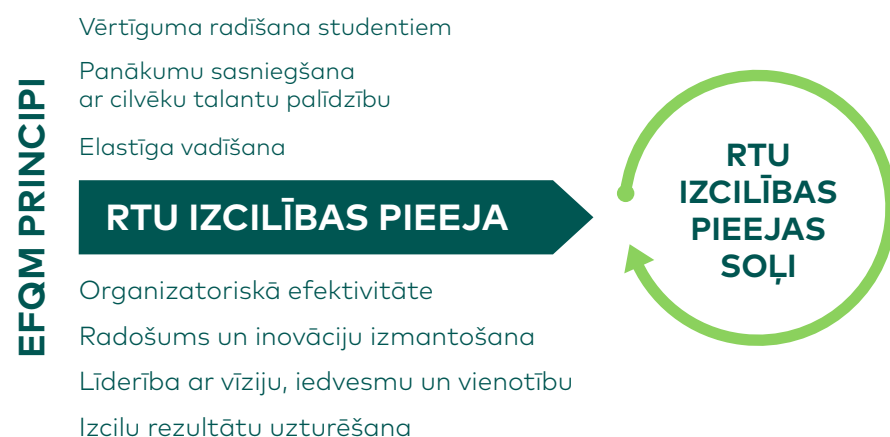 EFQM PRINCIPI
Vērtīguma radīšana studentiem
Panākumu sasniegšana
ar cilvēku talantu palīdzību
Elastīga vadīšana
RTU IZCILĪBAS PIEEJA
Organizatoriskā efektivitāte
Radošums un inovāciju izmantošana
Līderība ar vīziju, iedvesmu un vienotību
Izcilu rezultātu uzturēšana
RTU
IZCILĪBAS
PIEEJAS
SOĻI